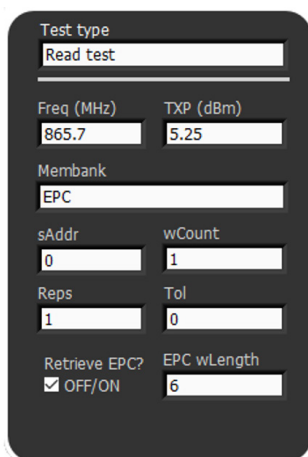 Test type
Read test
Freq (MHz) TXP (dBm)
865.7 5.25
Membank
EPC
sAddr wCount
0 1
Reps Tol
1 0
Retrieve EPC? EPC wLength
OFF/ON 6